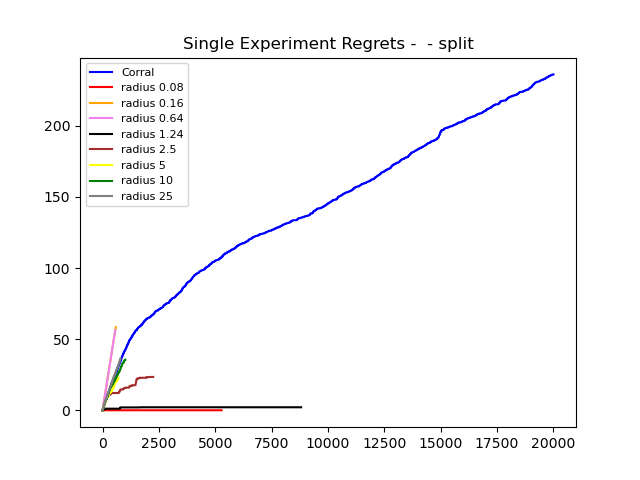 Single Experiment Regrets -  - split
Corral
radius 0.08
radius 0.16
radius 0.64
radius 1.24
radius 2.5
radius 5
radius 10
radius 25
200
150
100
50
0
0 2500 5000 7500 10000 12500 15000 17500 20000